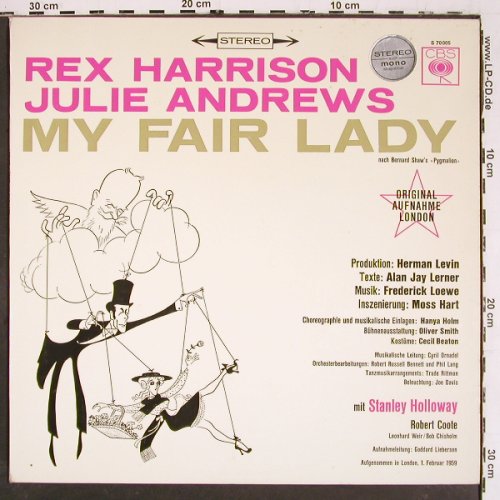 30 cm
20 cm
10 cm
STEREO
S 70005
CBS
STEREO
mono
REX HARRISON
JULIE ANDREWS
MY FAIR LADY
nach Bernard Shaw's »Pygmalion«
ORIGINAL
AUFNAHME
LONDON
Produktion: Herman Levin
Texte: Alan Jay Lerner
Musik: Frederick Loewe
Inszenierung: Moss Hart
Choreographie und musikalische Einlagen: Hanya Holm
Bühnenausstattung: Oliver Smith
Kostüme: Cecil Beaton
Musikalische Leitung: Cyril Ornadel
Orchesterbearbeitungen: Robert Russell Bennett und Phil Lang
Tanzmusikarrangements: Trude Rittman
Beleuchtung: Joe Davis
mit Stanley Holloway
Robert Coote
Leonhard Weir/Bob Chisholm
Aufnahmeleitung: Goddard Lieberson
Aufgenommen in London, 1. Februar 1959
www.LP-CD.de
10 cm
20 cm
30 cm